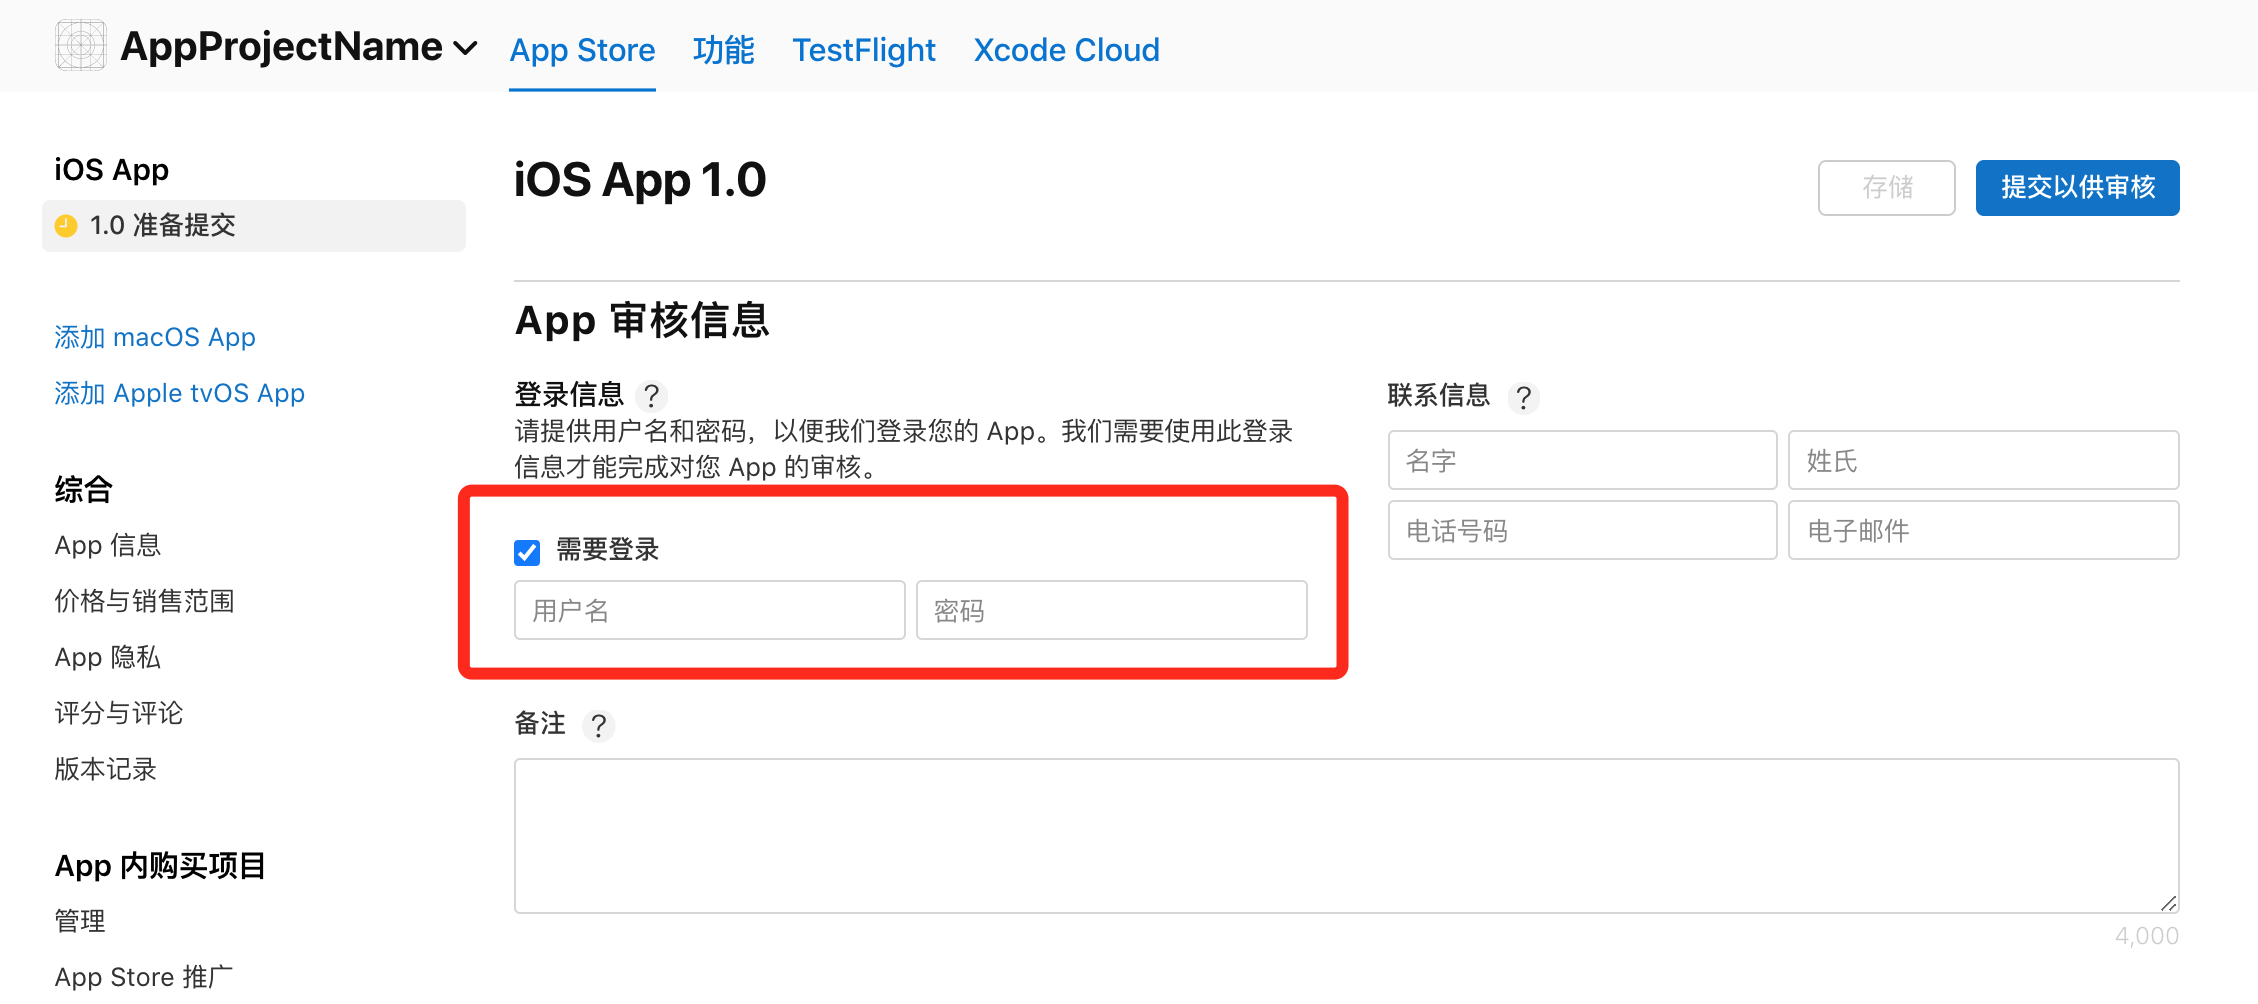 AppProjectName
App Store
功能
TestFlight
Xcode Cloud
iOS App
1.0 准备提交
添加 macOS App
添加 Apple tvOS App
综合
App 信息
价格与销售范围
App 隐私
评分与评论
版本记录
App 内购买项目
管理
App Store 推广
iOS App 1.0
存储
提交以供审核
App 审核信息
登录信息 ?
请提供用户名和密码，以便我们登录您的 App。我们需要使用此登录
信息才能完成对您 App 的审核。
需要登录
用户名
密码
联系信息 ?
名字
姓氏
电话号码
电子邮件
备注 ?
4,000